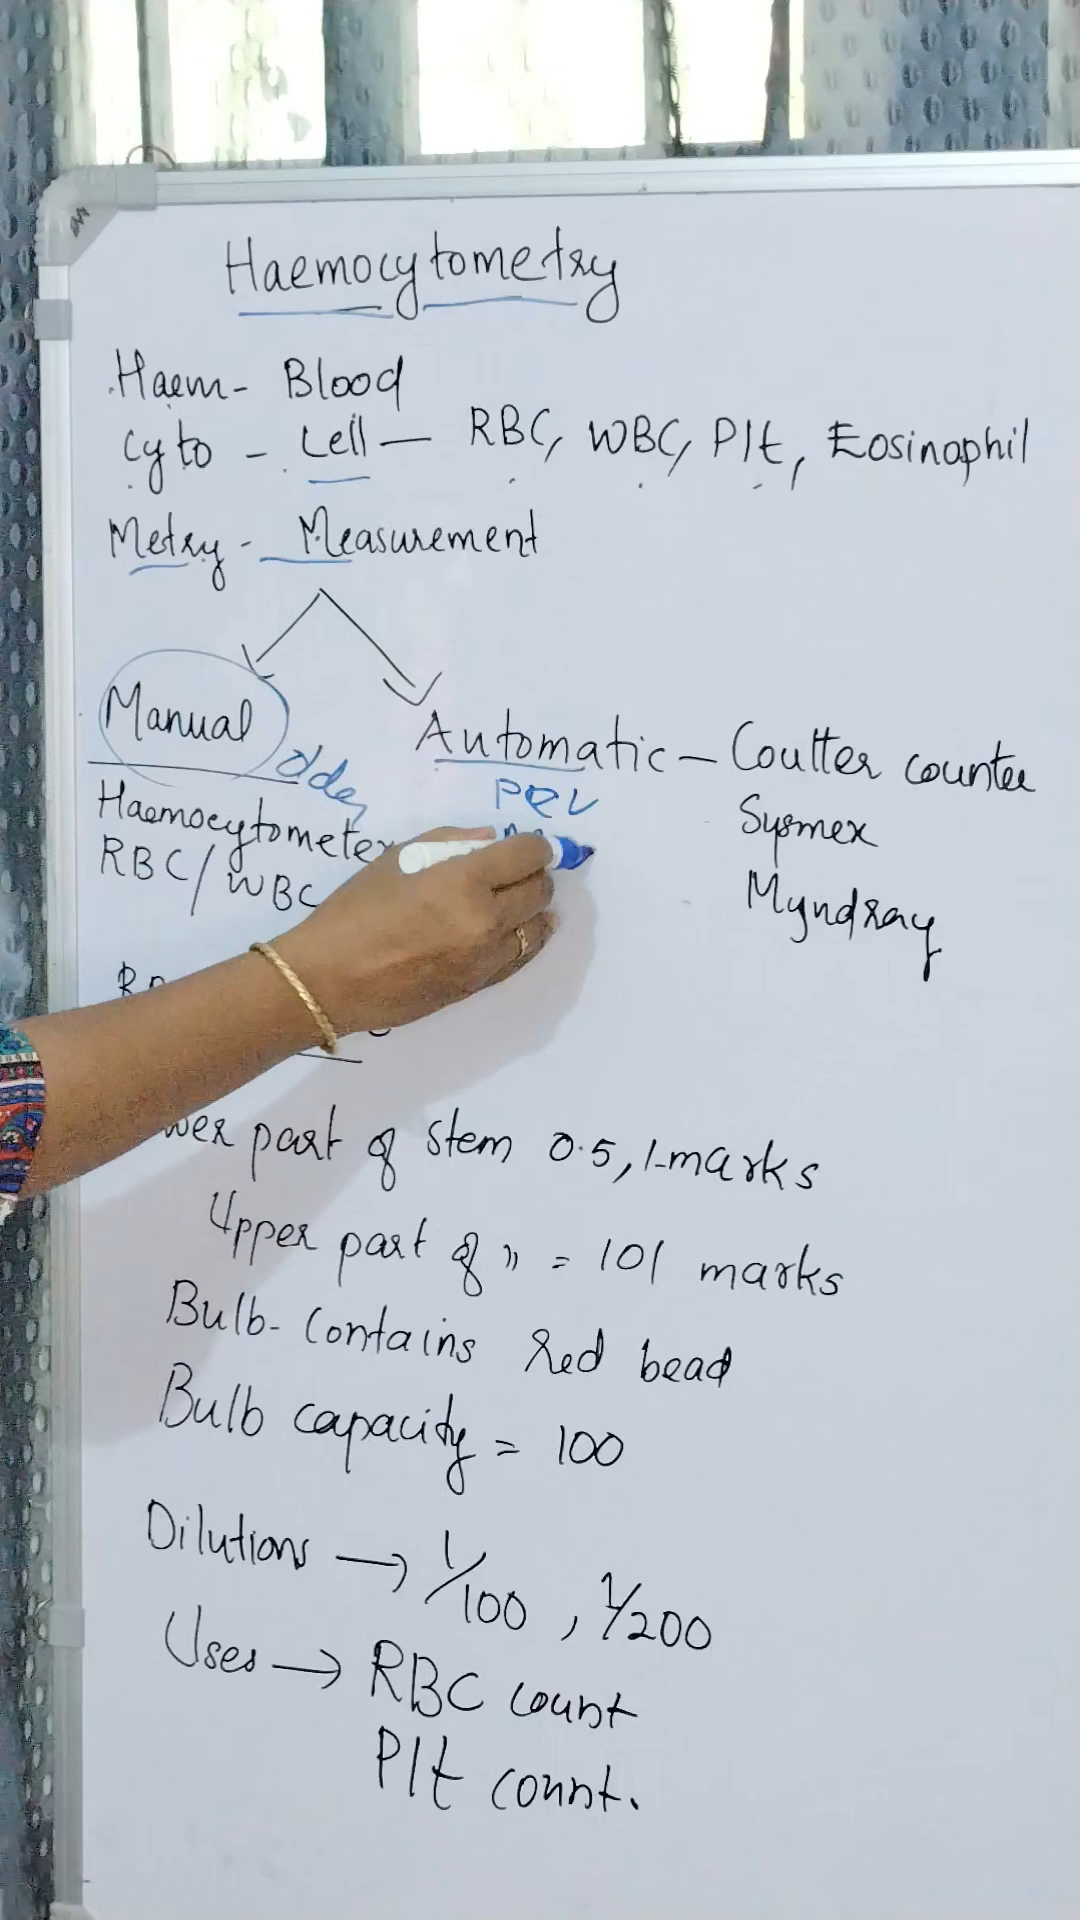 Haemocytometry
Haem - Blood
Cyto - Cell - RBC, WBC, Plt, Eosinophil
Metry - Measurement
Manual
older
Automatic - Coulter counter
Sysmex
Myndray
PCV
Haemocytometer
RBC/WBC
part of stem 0.5, 1 marks
Upper part of " = 101 marks
Bulb - Contains Red bead
Bulb capacity = 100
Dilutions → 1/100, 1/200
Uses → RBC count
Plt count.